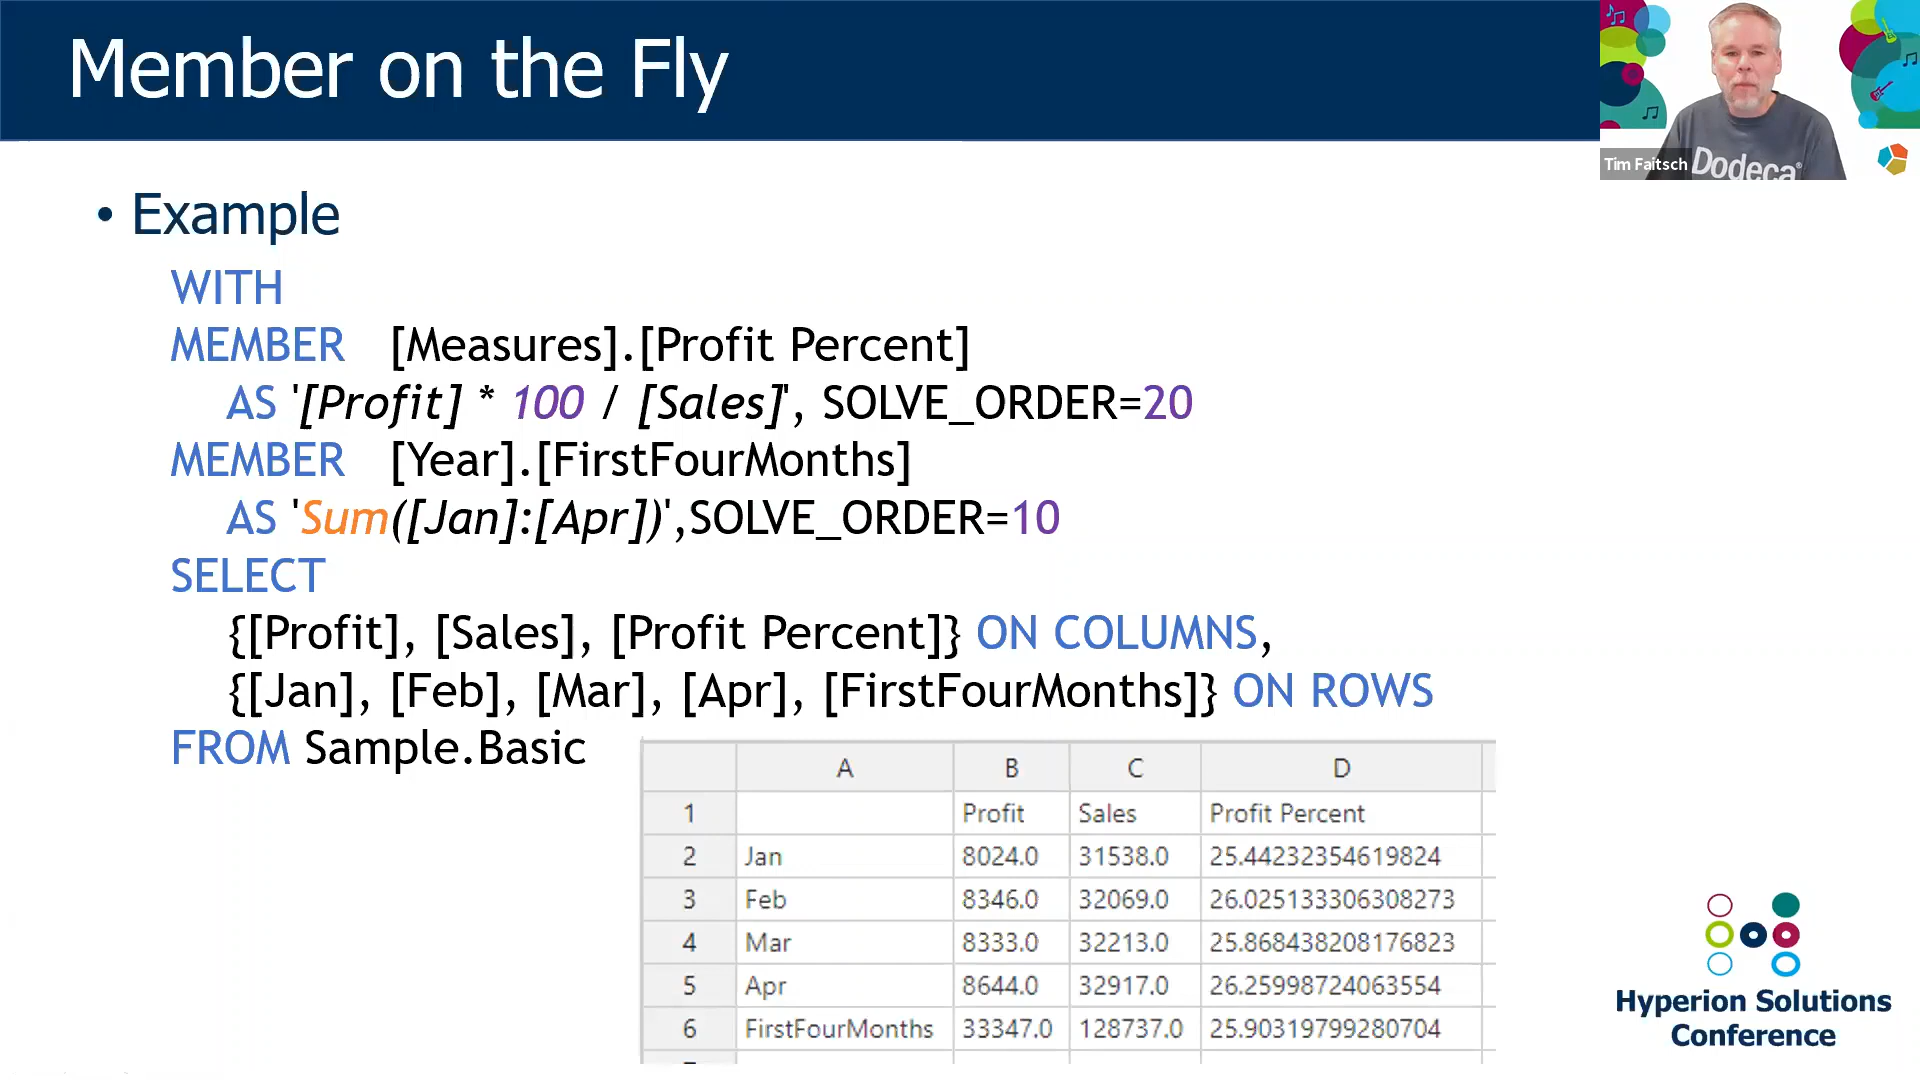 Member on the Fly
Tim Faitsch
Dodeca®
• Example
WITH
MEMBER [Measures].[Profit Percent]
AS '[Profit] * 100 / [Sales]', SOLVE_ORDER=20
MEMBER [Year].[FirstFourMonths]
AS 'Sum([Jan]:[Apr])',SOLVE_ORDER=10
SELECT
{[Profit], [Sales], [Profit Percent]} ON COLUMNS,
{[Jan], [Feb], [Mar], [Apr], [FirstFourMonths]} ON ROWS
FROM Sample.Basic
A B C D
1 Profit Sales Profit Percent
2 Jan 8024.0 31538.0 25.44232354619824
3 Feb 8346.0 32069.0 26.025133306308273
4 Mar 8333.0 32213.0 25.868438208176823
5 Apr 8644.0 32917.0 26.25998724063554
6 FirstFourMonths 33347.0 128737.0 25.90319799280704
Hyperion Solutions
Conference